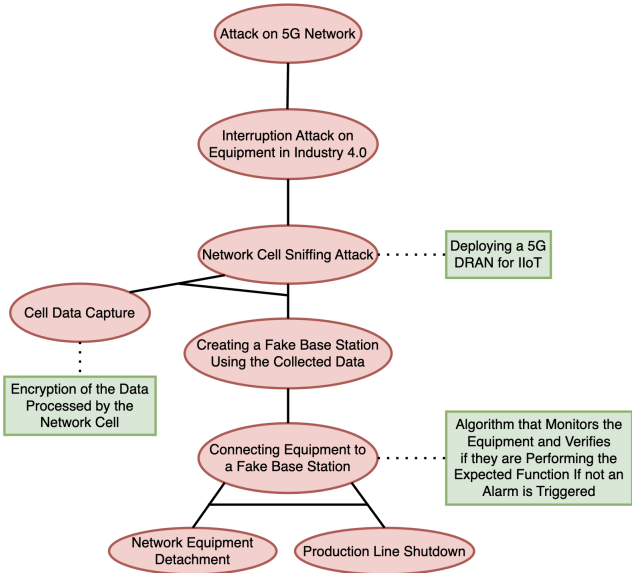 Attack on 5G Network
Interruption Attack on
Equipment in Industry 4.0
Network Cell Sniffing Attack
Deploying a 5G
DRAN for IIoT
Cell Data Capture
Creating a Fake Base Station
Using the Collected Data
Encryption of the Data
Processed by the
Network Cell
Connecting Equipment to
a Fake Base Station
Algorithm that Monitors the
Equipment and Verifies
if they are Performing the
Expected Function If not an
Alarm is Triggered
Network Equipment
Detachment
Production Line Shutdown